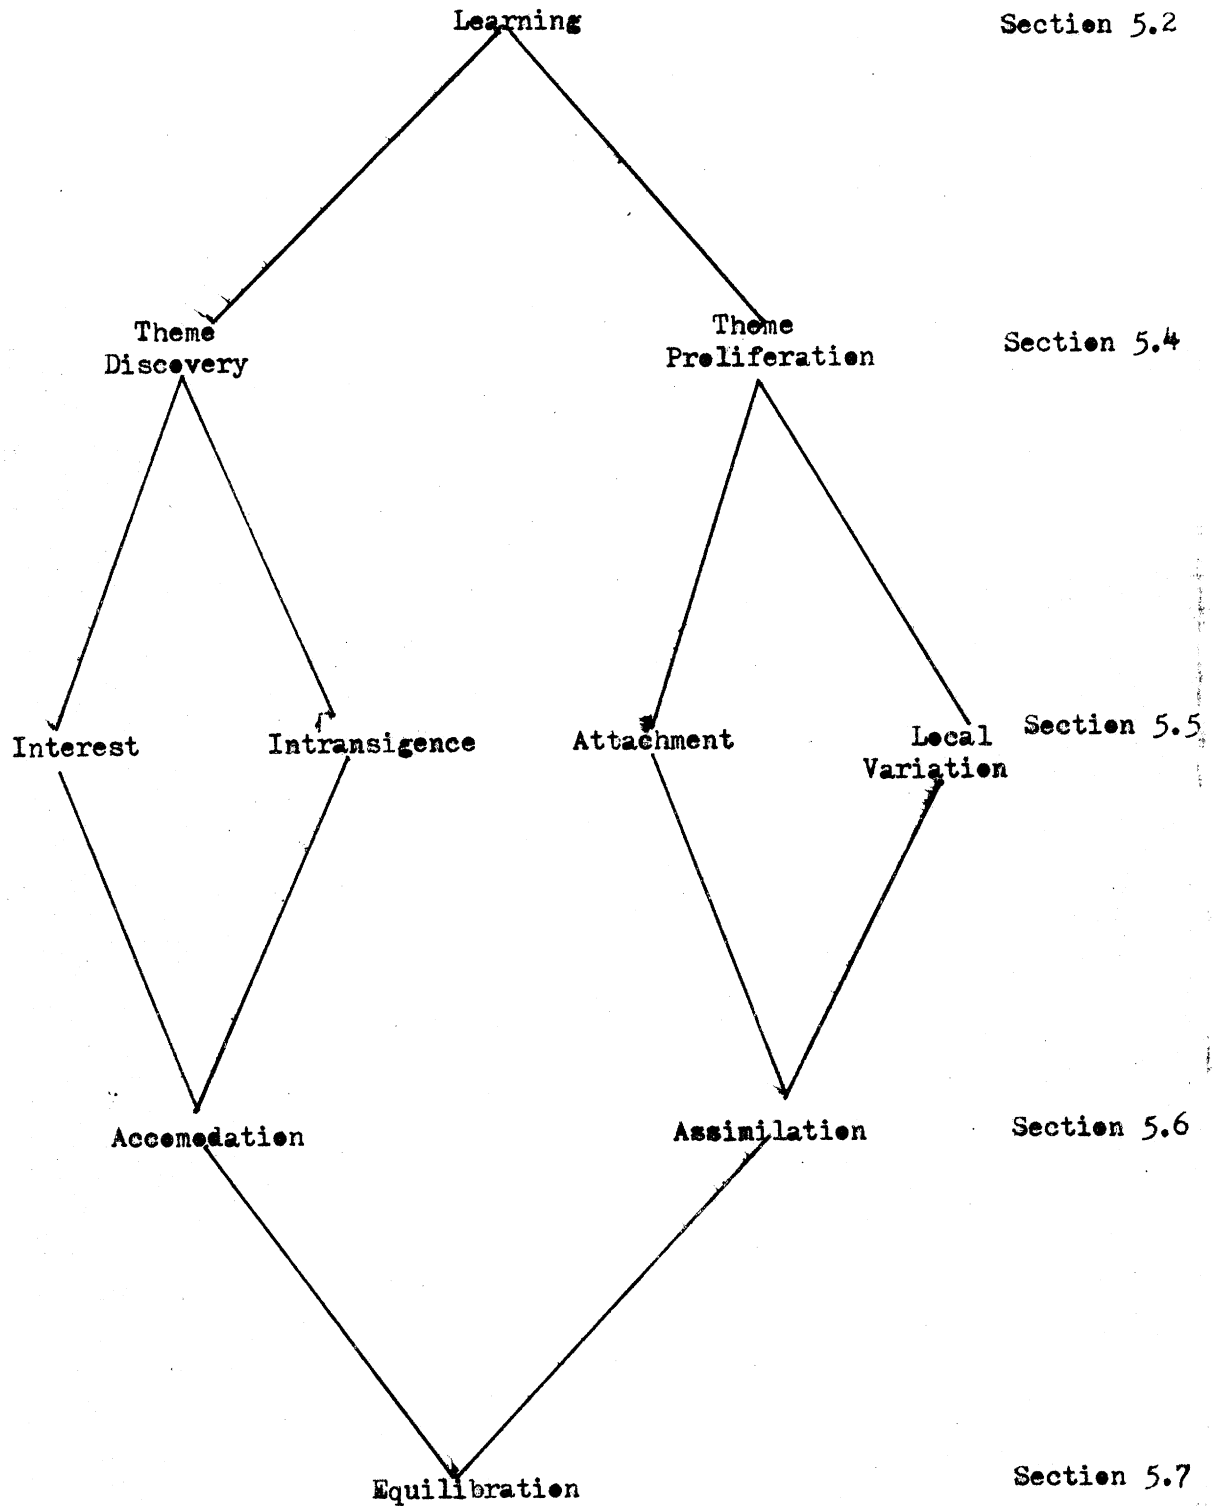 Learning
Section 5.2
Theme
Discovery
Theme
Proliferation
Section 5.4
Interest
Intransigence
Attachment
Local
Variation
Section 5.5
Accomodation
Assimilation
Section 5.6
Equilibration
Section 5.7